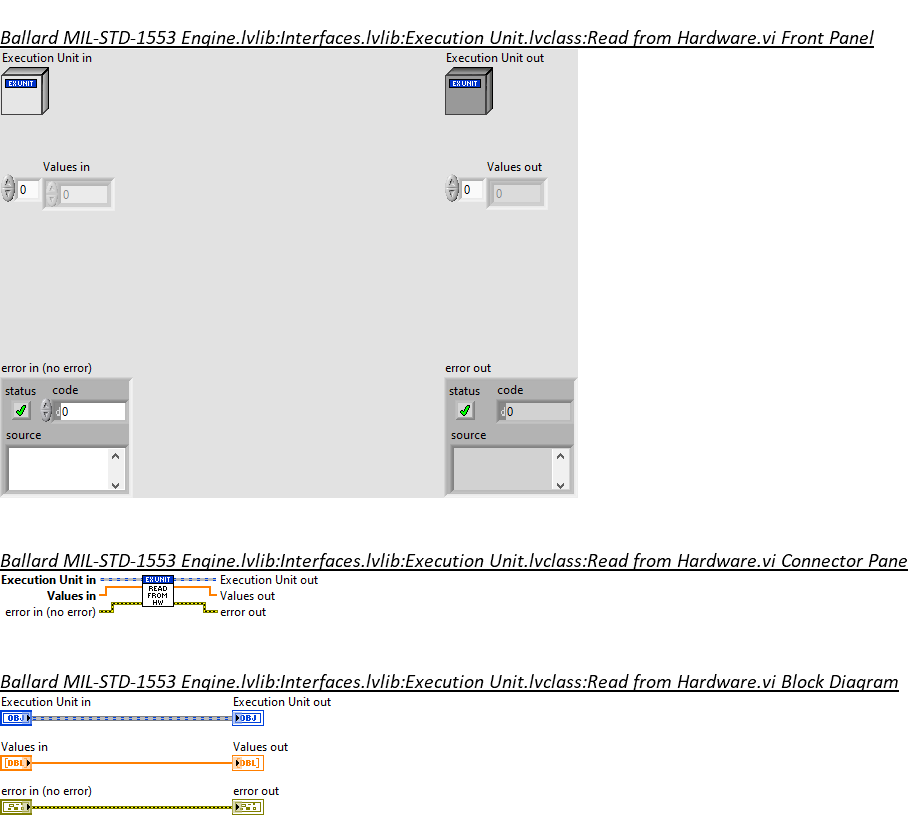 Ballard MIL-STD-1553 Engine.lvlib:Interfaces.lvlib:Execution Unit.lvclass:Read from Hardware.vi Front Panel
Execution Unit in Execution Unit out
EX UNIT EX UNIT
Values in Values out
0 0 0 0
error in (no error) error out
status code status code
d 0 d 0
source source
Ballard MIL-STD-1553 Engine.lvlib:Interfaces.lvlib:Execution Unit.lvclass:Read from Hardware.vi Connector Pane
Execution Unit in EX UNIT Execution Unit out
Values in READ FROM HW Values out
error in (no error) error out
Ballard MIL-STD-1553 Engine.lvlib:Interfaces.lvlib:Execution Unit.lvclass:Read from Hardware.vi Block Diagram
Execution Unit in Execution Unit out
OBJ OBJ
Values in Values out
[DBL DBL]
error in (no error) error out